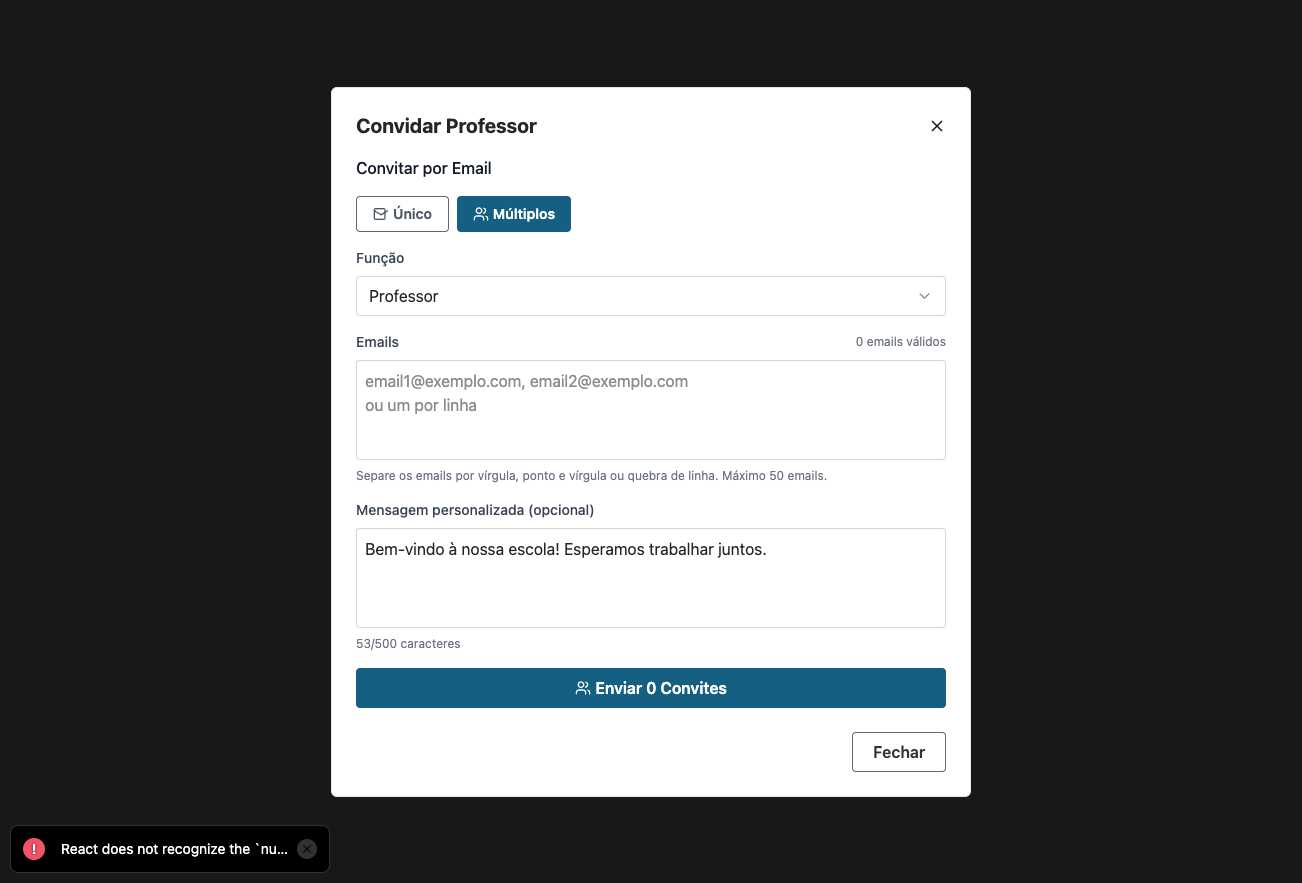 Convidar Professor
Convitar por Email
Único
Múltiplos
Função
Professor
Emails
0 emails válidos
email1@exemplo.com, email2@exemplo.com
ou um por linha
Separe os emails por vírgula, ponto e vírgula ou quebra de linha. Máximo 50 emails.
Mensagem personalizada (opcional)
Bem-vindo à nossa escola! Esperamos trabalhar juntos.
53/500 caracteres
Enviar 0 Convites
Fechar
! React does not recognize the `nu...